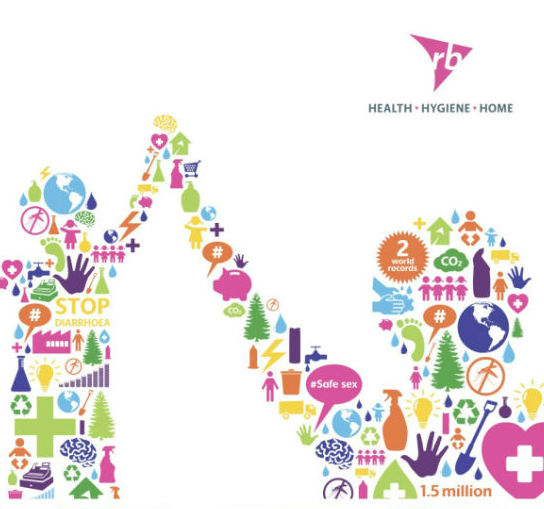 rb
HEALTH • HYGIENE • HOME
2
world
records
#
CO₂
#
STOP
DIARRHOEA
#
CO₂
#
#Safe sex
1.5 million